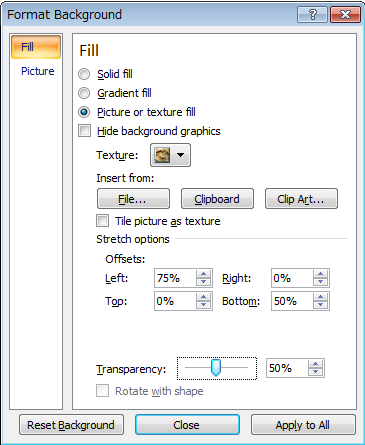 Format Background
Fill
Picture
Fill
Solid fill
Gradient fill
Picture or texture fill
Hide background graphics
Texture:
Insert from:
File...
Clipboard
Clip Art...
Tile picture as texture
Stretch options
Offsets:
Left: 75% Right: 0%
Top: 0% Bottom: 50%
Transparency: 50%
Rotate with shape
Reset Background
Close
Apply to All